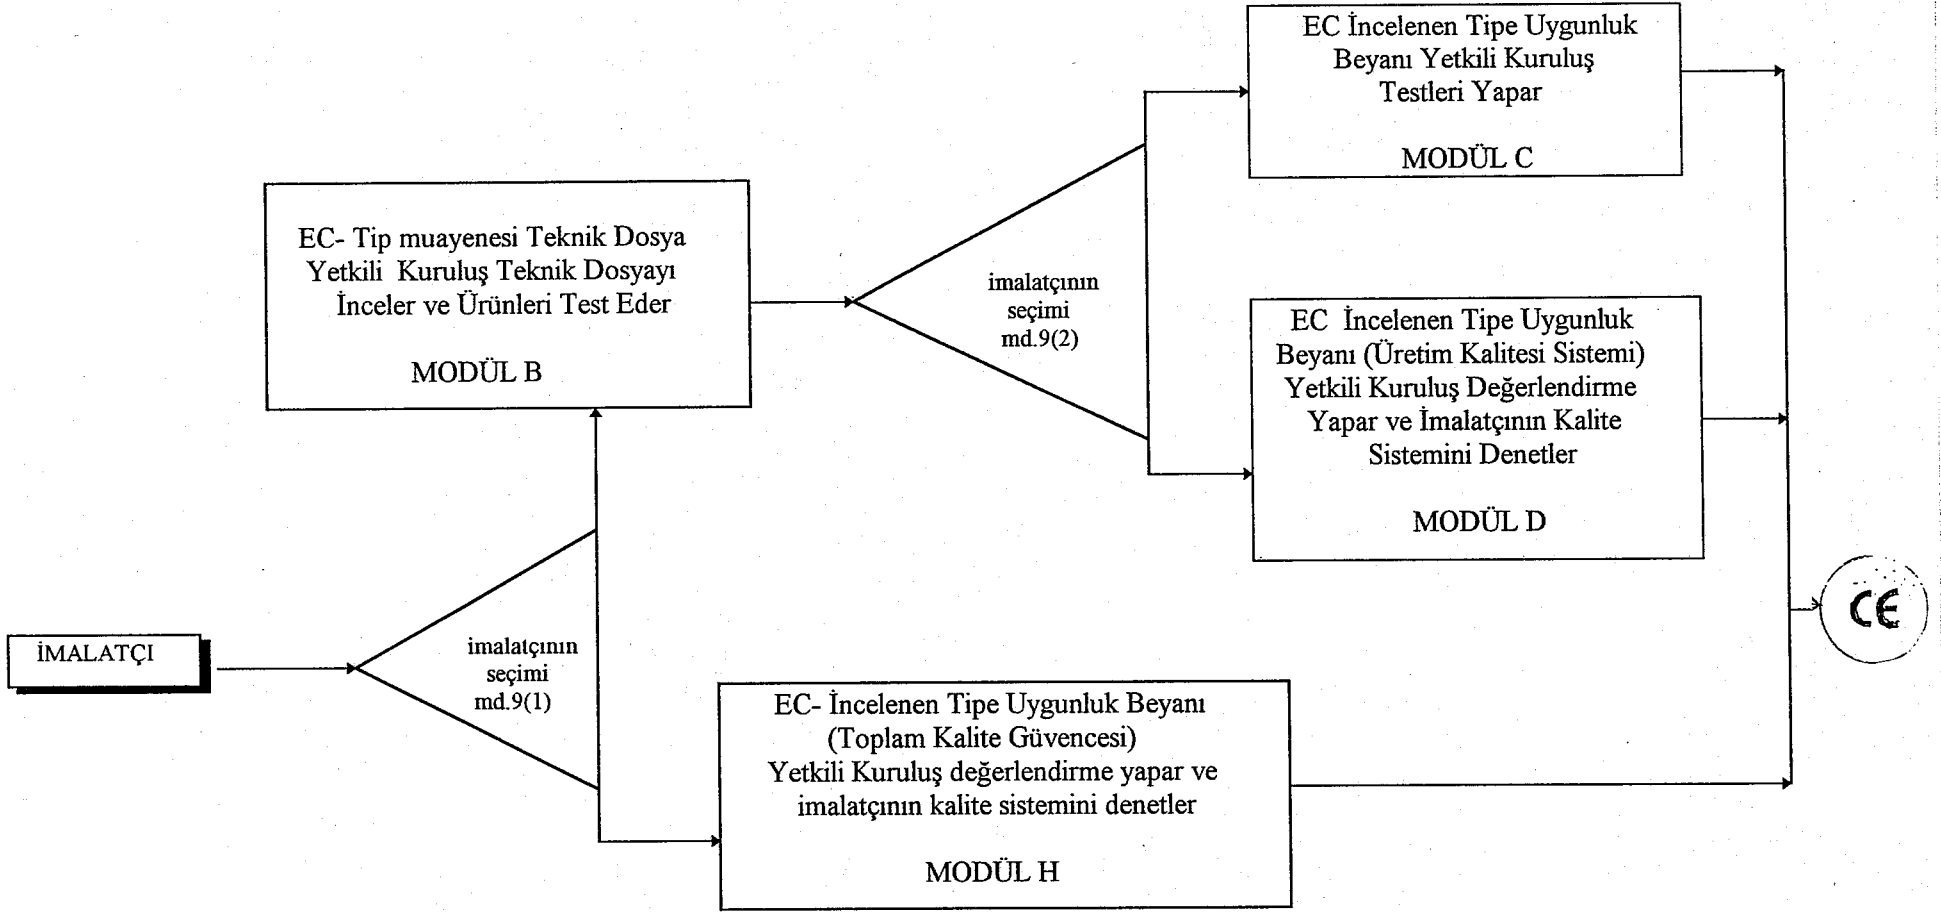 EC İncelenen Tipe Uygunluk
Beyanı Yetkili Kuruluş
Testleri Yapar
MODÜL C
EC- Tip muayenesi Teknik Dosya
Yetkili Kuruluş Teknik Dosyayı
İnceler ve Ürünleri Test Eder
MODÜL B
imalatçının
seçimi
md.9(2)
EC İncelenen Tipe Uygunluk
Beyanı (Üretim Kalitesi Sistemi)
Yetkili Kuruluş Değerlendirme
Yapar ve İmalatçının Kalite
Sistemini Denetler
MODÜL D
CE
İMALATÇI
imalatçının
seçimi
md.9(1)
EC- İncelenen Tipe Uygunluk Beyanı
(Toplam Kalite Güvencesi)
Yetkili Kuruluş değerlendirme yapar ve
imalatçının kalite sistemini denetler
MODÜL H